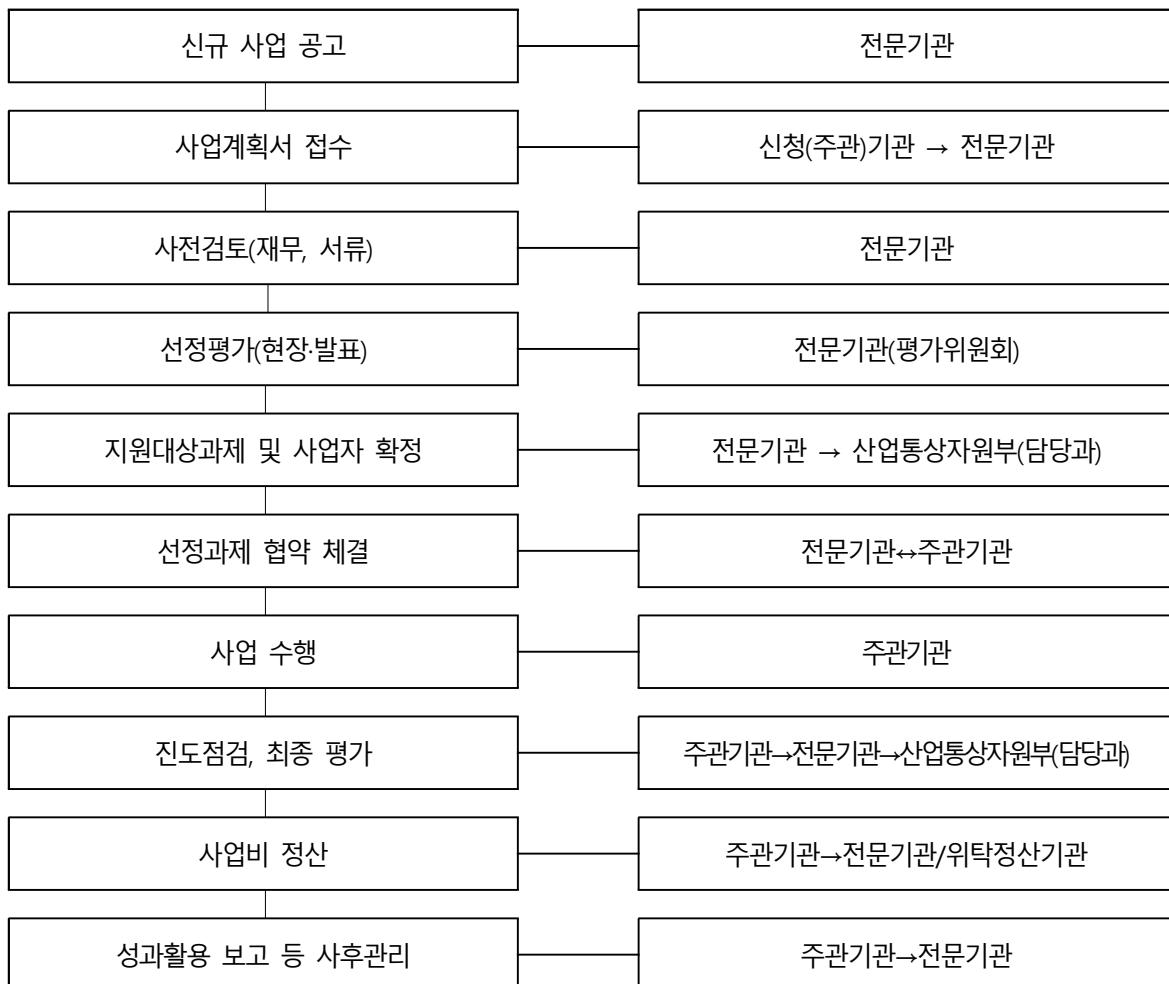 신규 사업 공고
전문기관
사업계획서 접수
신청(주관)기관 → 전문기관
사전검토(재무, 서류)
전문기관
선정평가(현장·발표)
전문기관(평가위원회)
지원대상과제 및 사업자 확정
전문기관 → 산업통상자원부(담당과)
선정과제 협약 체결
전문기관↔주관기관
사업 수행
주관기관
진도점검, 최종 평가
주관기관→전문기관→산업통상자원부(담당과)
사업비 정산
주관기관→전문기관/위탁정산기관
성과활용 보고 등 사후관리
주관기관→전문기관